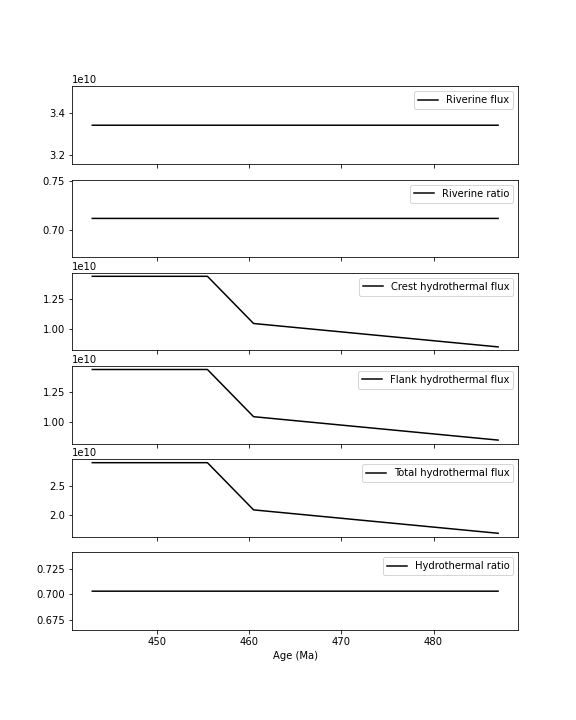 1e10
Riverine flux
3.4
3.2
0.75
Riverine ratio
0.70
1e10
Crest hydrothermal flux
1.25
1.00
1e10
Flank hydrothermal flux
1.25
1.00
1e10
Total hydrothermal flux
2.5
2.0
Hydrothermal ratio
0.725
0.700
0.675
450 460 470 480
Age (Ma)